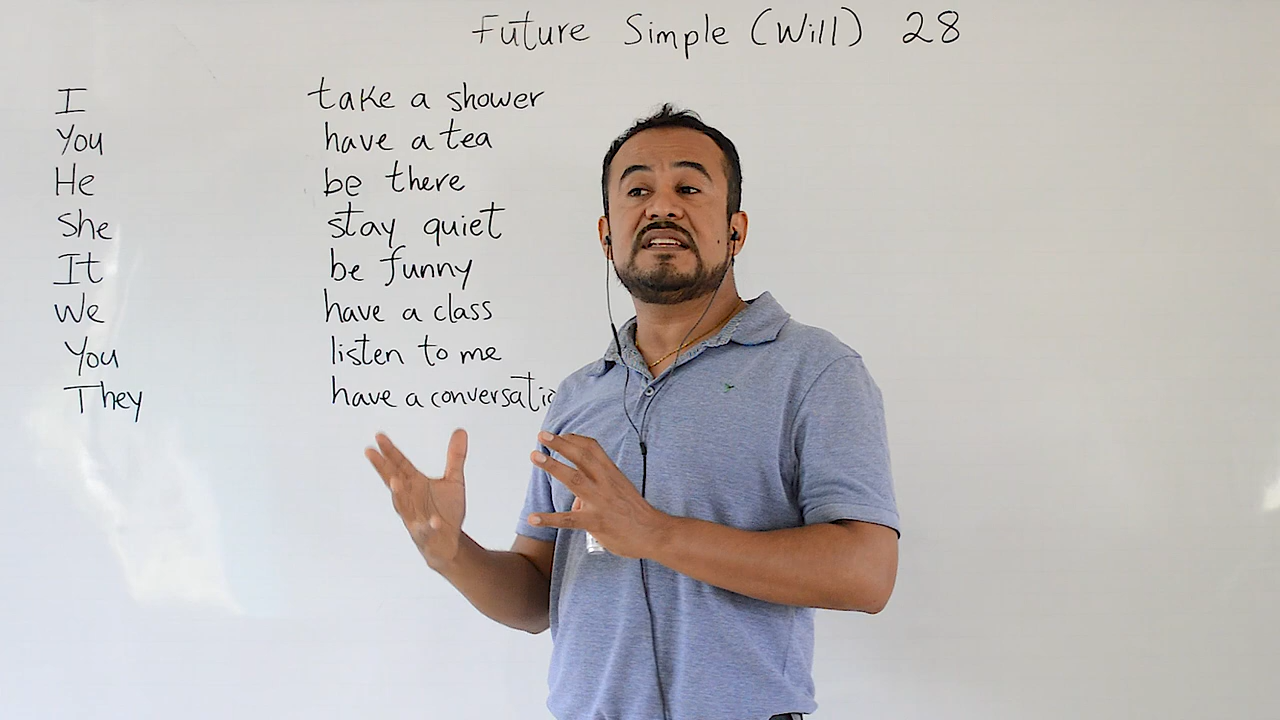 Future Simple (Will) 28
I take a shower
You have a tea
He be there
She stay quiet
It be funny
We have a class
You listen to me
They have a conversatio